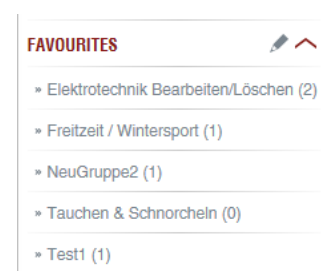 FAVOURITES
» Elektrotechnik Bearbeiten/Löschen (2)
» Freitzeit / Wintersport (1)
» NeuGruppe2 (1)
» Tauchen & Schnorcheln (0)
» Test1 (1)